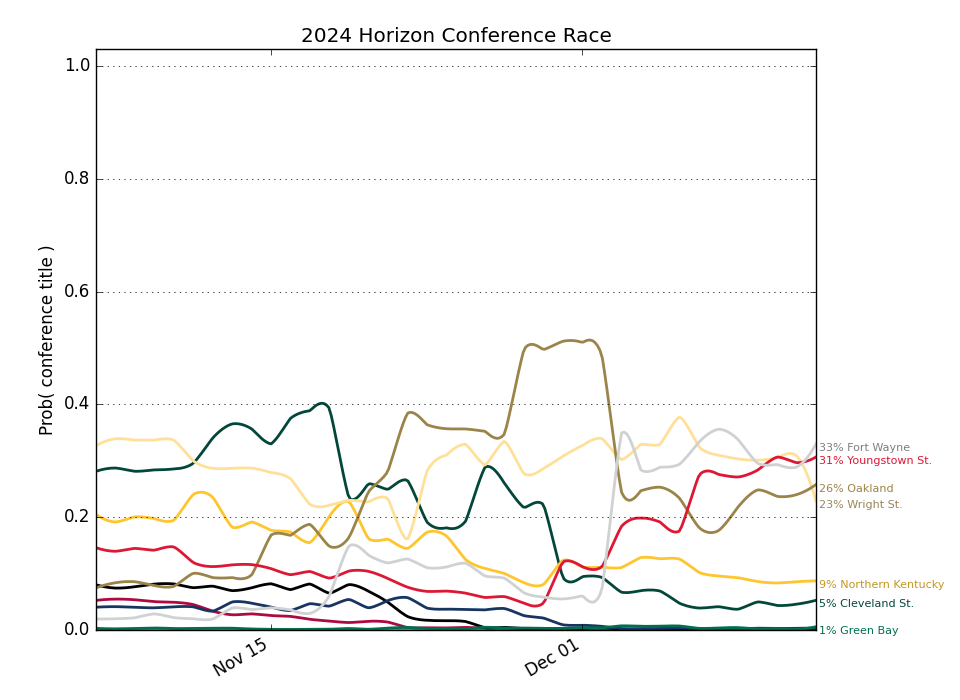 2024 Horizon Conference Race
Prob( conference title )
1.0
0.8
0.6
0.4
0.2
0.0
Nov 15
Dec 01
33% Fort Wayne
31% Youngstown St.
26% Oakland
23% Wright St.
9% Northern Kentucky
5% Cleveland St.
1% Green Bay